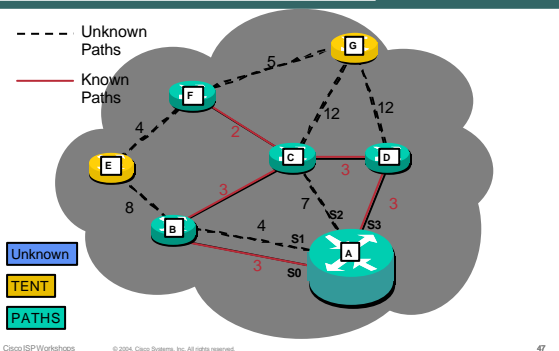 Unknown
Paths
Known
Paths
G
5
F
12
12
4
2
E
C
D
3
3
7
3
8
S2
S3
B
4
S1
A
3
S0
Unknown
TENT
PATHS
Cisco ISP Workshops
© 2004, Cisco Systems, Inc. All rights reserved.
47